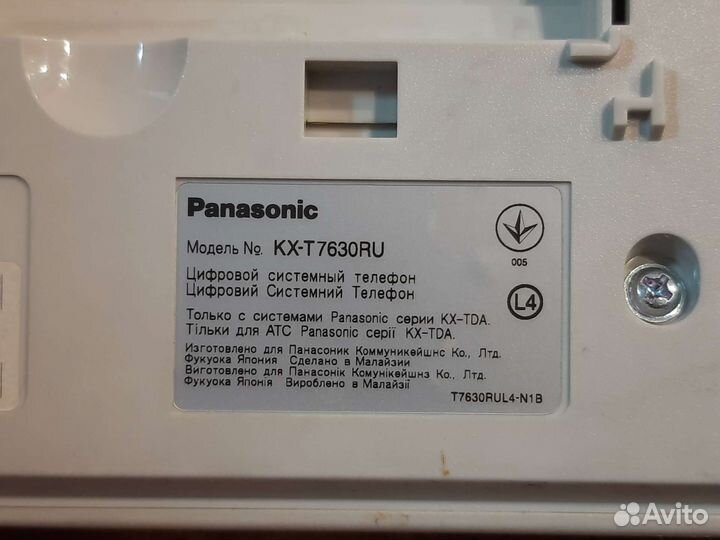 Panasonic
Модель №. KX-T7630RU
005
Цифровой системный телефон
Цифровий Системний Телефон
L4
Только с системами Panasonic серии KX-TDA.
Тільки для АТС Panasonic серії KX-TDA.
Изготовлено для Панасоник Коммуникейшнс Ко., Лтд.
Фукуока Япония Сделано в Малайзии
Виготовлено для Панасонік Комунікейшнз Ко., Лтд.
Фукуока Японія Вироблено в Малайзії
T7630RUL4-N1B
Avito